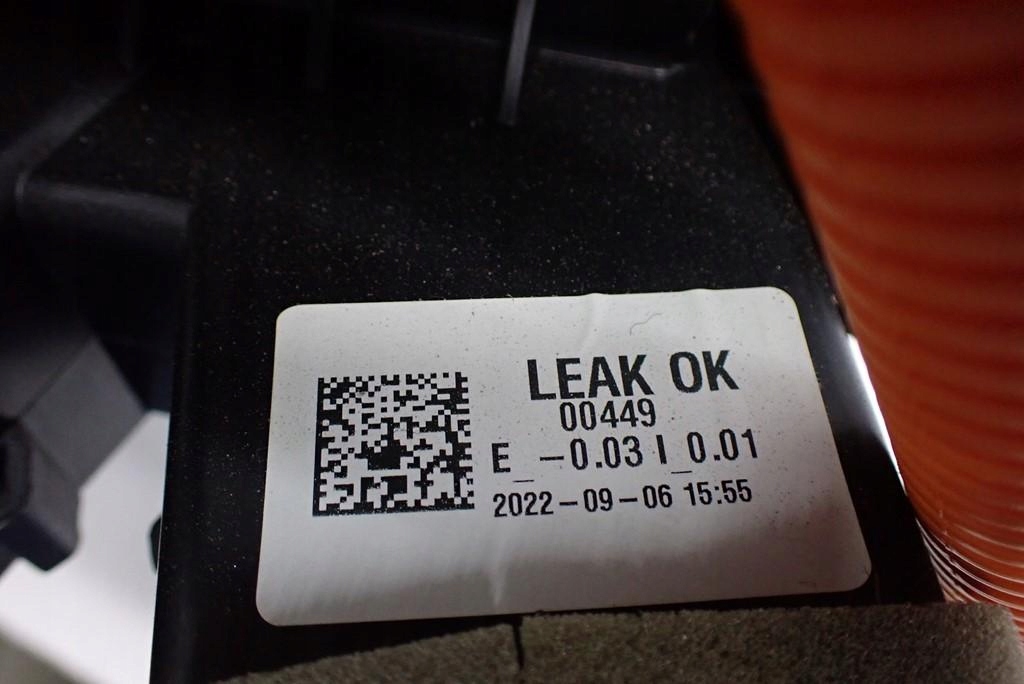 LEAK OK
00449
E_-0.03 I_0.01
2022-09-06 15:55